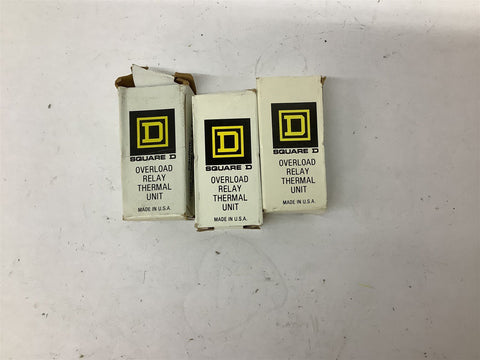 D
SQUARE D
OVERLOAD
RELAY
THERMAL
UNIT
MADE IN U.S.A.
D
SQUARE D
OVERLOAD
RELAY
THERMAL
UNIT
MADE IN U.S.A.
D
SQUARE D
OVERLOAD
RELAY
THERMAL
UNIT
MADE IN U.S.A.